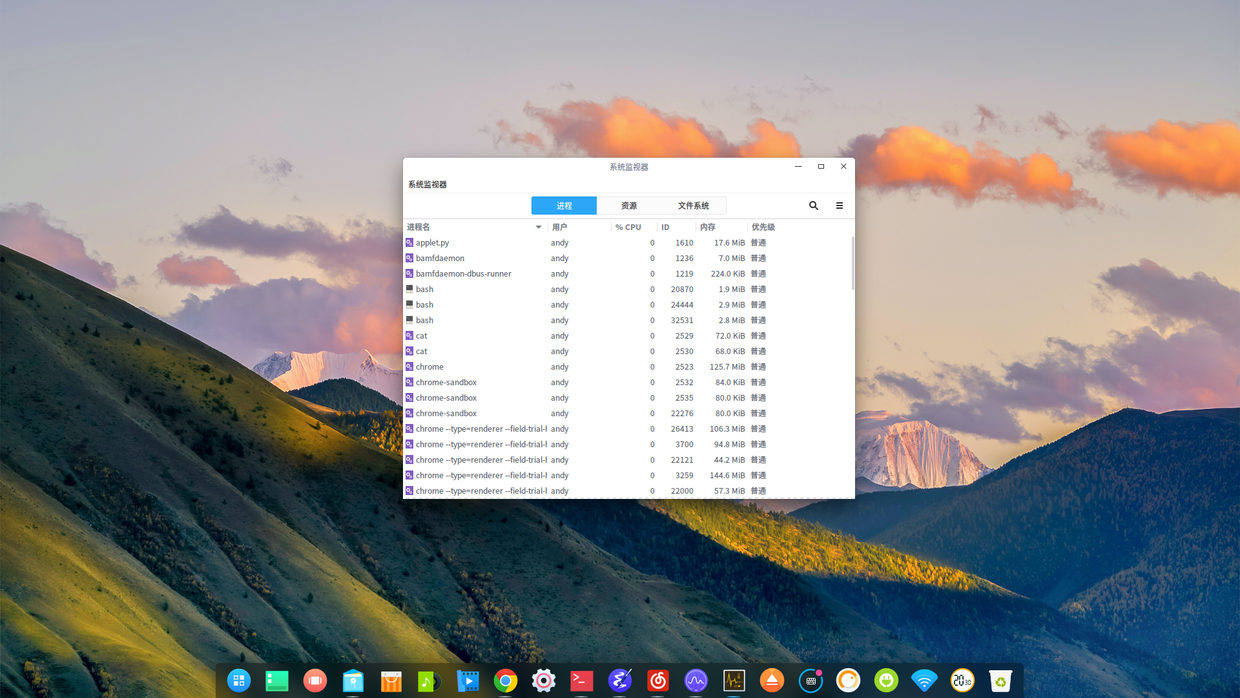 系统监视器
系统监视器
进程 资源 文件系统
进程名 用户 % CPU ID 内存 优先级
applet.py andy 0 1610 17.6 MiB 普通
bamfdaemon andy 0 1236 7.0 MiB 普通
bamfdaemon-dbus-runner andy 0 1219 224.0 KiB 普通
bash andy 0 20870 1.9 MiB 普通
bash andy 0 24444 2.9 MiB 普通
bash andy 0 32531 2.8 MiB 普通
cat andy 0 2529 72.0 KiB 普通
cat andy 0 2530 68.0 KiB 普通
chrome andy 0 2523 125.7 MiB 普通
chrome-sandbox andy 0 2532 84.0 KiB 普通
chrome-sandbox andy 0 2535 80.0 KiB 普通
chrome-sandbox andy 0 22276 80.0 KiB 普通
chrome --type=renderer --field-trial-l andy 0 26413 106.3 MiB 普通
chrome --type=renderer --field-trial-l andy 0 3700 94.8 MiB 普通
chrome --type=renderer --field-trial-l andy 0 22121 44.2 MiB 普通
chrome --type=renderer --field-trial-l andy 0 3259 144.6 MiB 普通
chrome --type=renderer --field-trial-l andy 0 22000 57.3 MiB 普通